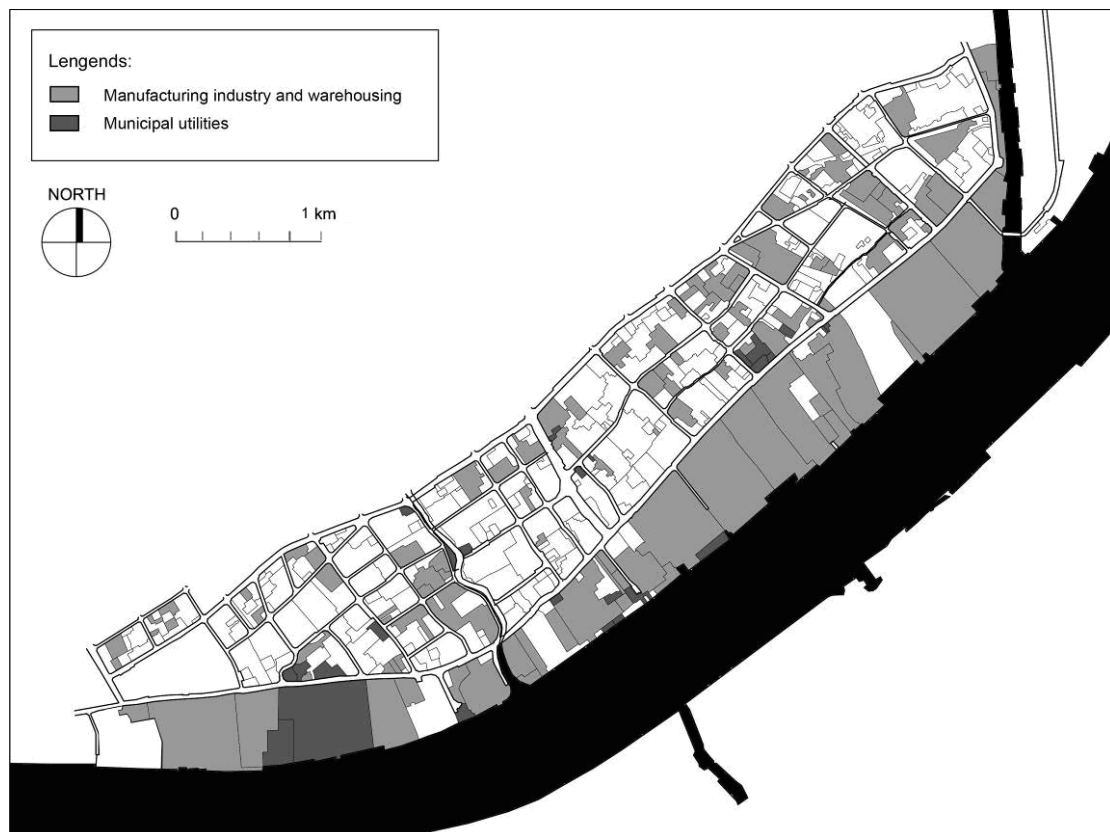 Lengends:
Manufacturing industry and warehousing
Municipal utilities
NORTH
0 1 km